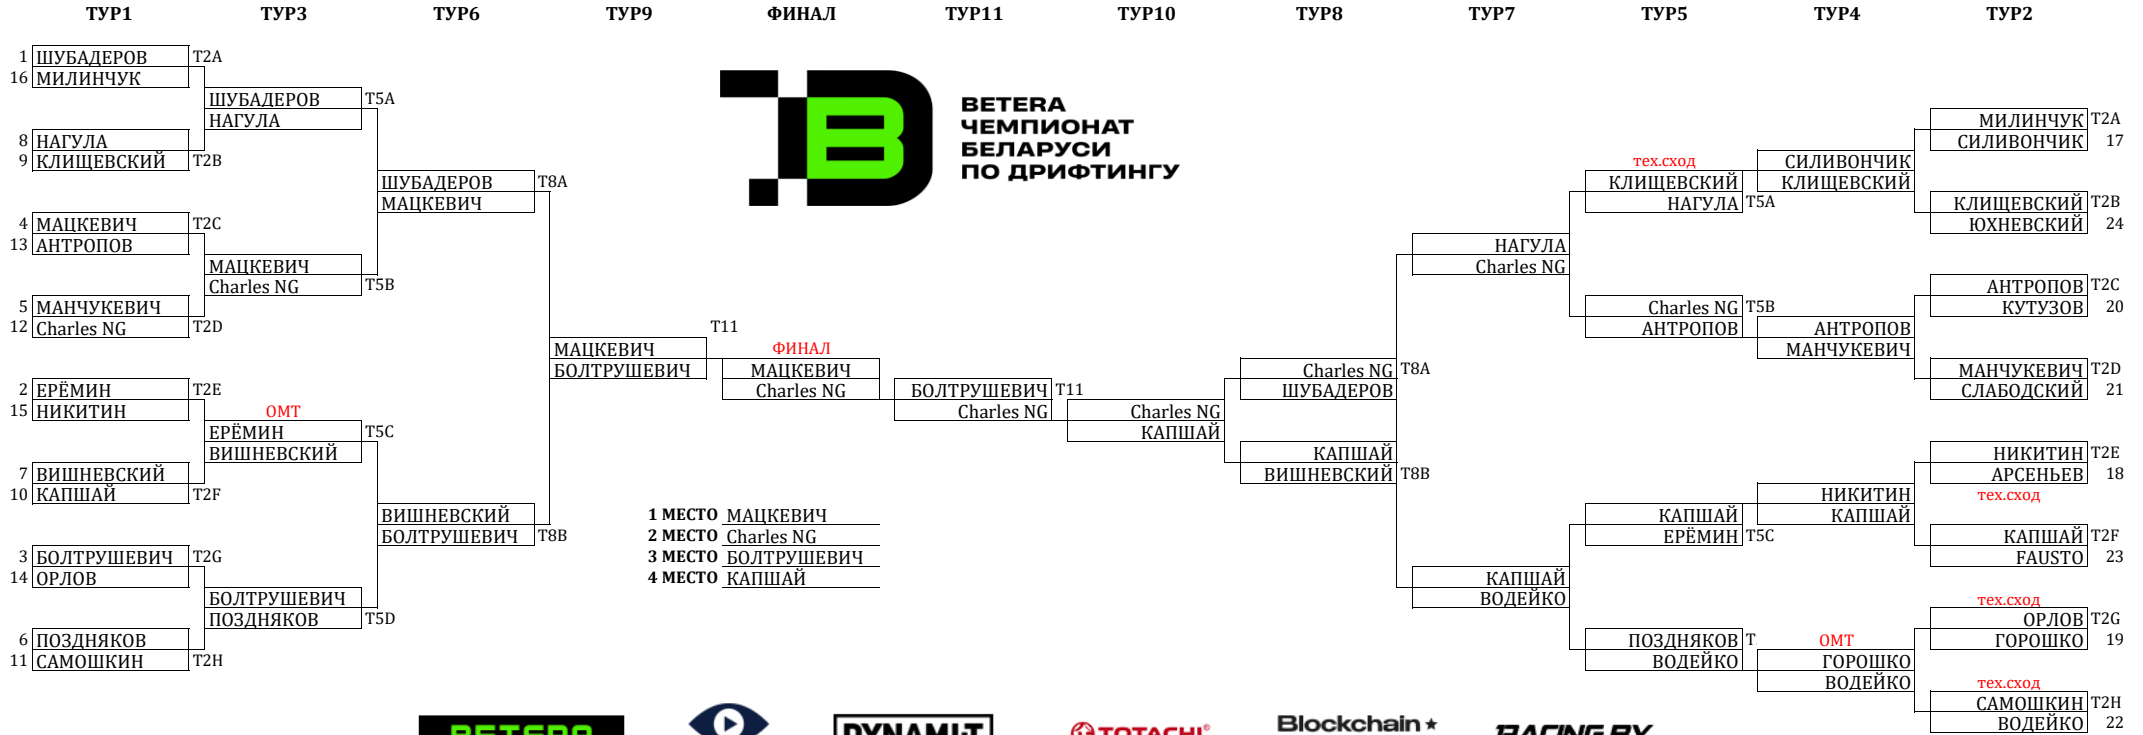 ТУР1 ТУР3 ТУР6 ТУР9 ФИНАЛ ТУР11 ТУР10 ТУР8 ТУР7 ТУР5 ТУР4 ТУР2
1 ШУБАДЕРОВ T2A
16 МИЛИНЧУК
ШУБАДЕРОВ T5A
НАГУЛА
8 НАГУЛА
9 КЛИЩЕВСКИЙ T2B
ШУБАДЕРОВ T8A
МАЦКЕВИЧ
4 МАЦКЕВИЧ T2C
13 АНТРОПОВ
МАЦКЕВИЧ
Charles NG T5B
5 МАНЧУКЕВИЧ
12 Charles NG T2D
T11
МАЦКЕВИЧ
БОЛТРУШЕВИЧ
2 ЕРЁМИН T2E
15 НИКИТИН
ОМТ
ЕРЁМИН T5C
ВИШНЕВСКИЙ
7 ВИШНЕВСКИЙ
10 КАПШАЙ T2F
ВИШНЕВСКИЙ
БОЛТРУШЕВИЧ T8B
3 БОЛТРУШЕВИЧ T2G
14 ОРЛОВ
БОЛТРУШЕВИЧ
ПОЗДНЯКОВ T5D
6 ПОЗДНЯКОВ
11 САМОШКИН T2H
BETERA
ЧЕМПИОНАТ
БЕЛАРУСИ
ПО ДРИФТИНГУ
ФИНАЛ
МАЦКЕВИЧ
Charles NG
1 МЕСТО МАЦКЕВИЧ
2 МЕСТО Charles NG
3 МЕСТО БОЛТРУШЕВИЧ
4 МЕСТО КАПШАЙ
БОЛТРУШЕВИЧ T11
Charles NG
Charles NG
КАПШАЙ
Charles NG T8A
ШУБАДЕРОВ
КАПШАЙ
ВИШНЕВСКИЙ T8B
НАГУЛА
Charles NG
КАПШАЙ
ВОДЕЙКО
тех.сход
КЛИЩЕВСКИЙ
НАГУЛА T5A
Charles NG T5B
АНТРОПОВ
КАПШАЙ
ЕРЁМИН T5C
ПОЗДНЯКОВ T
ВОДЕЙКО
СИЛИВОНЧИК
КЛИЩЕВСКИЙ
АНТРОПОВ
МАНЧУКЕВИЧ
НИКИТИН
КАПШАЙ
ОМТ
ГОРОШКО
ВОДЕЙКО
МИЛИНЧУК T2A
СИЛИВОНЧИК 17
КЛИЩЕВСКИЙ T2B
ЮХНЕВСКИЙ 24
АНТРОПОВ T2C
КУТУЗОВ 20
МАНЧУКЕВИЧ T2D
СЛАБОДСКИЙ 21
НИКИТИН T2E
АРСЕНЬЕВ 18
тех.сход
КАПШАЙ T2F
FAUSTO 23
тех.сход
ОРЛОВ T2G
ГОРОШКО 19
тех.сход
САМОШКИН T2H
ВОДЕЙКО 22
BETERA DYNAMIT TOTACHI® Blockchain RACING.BY